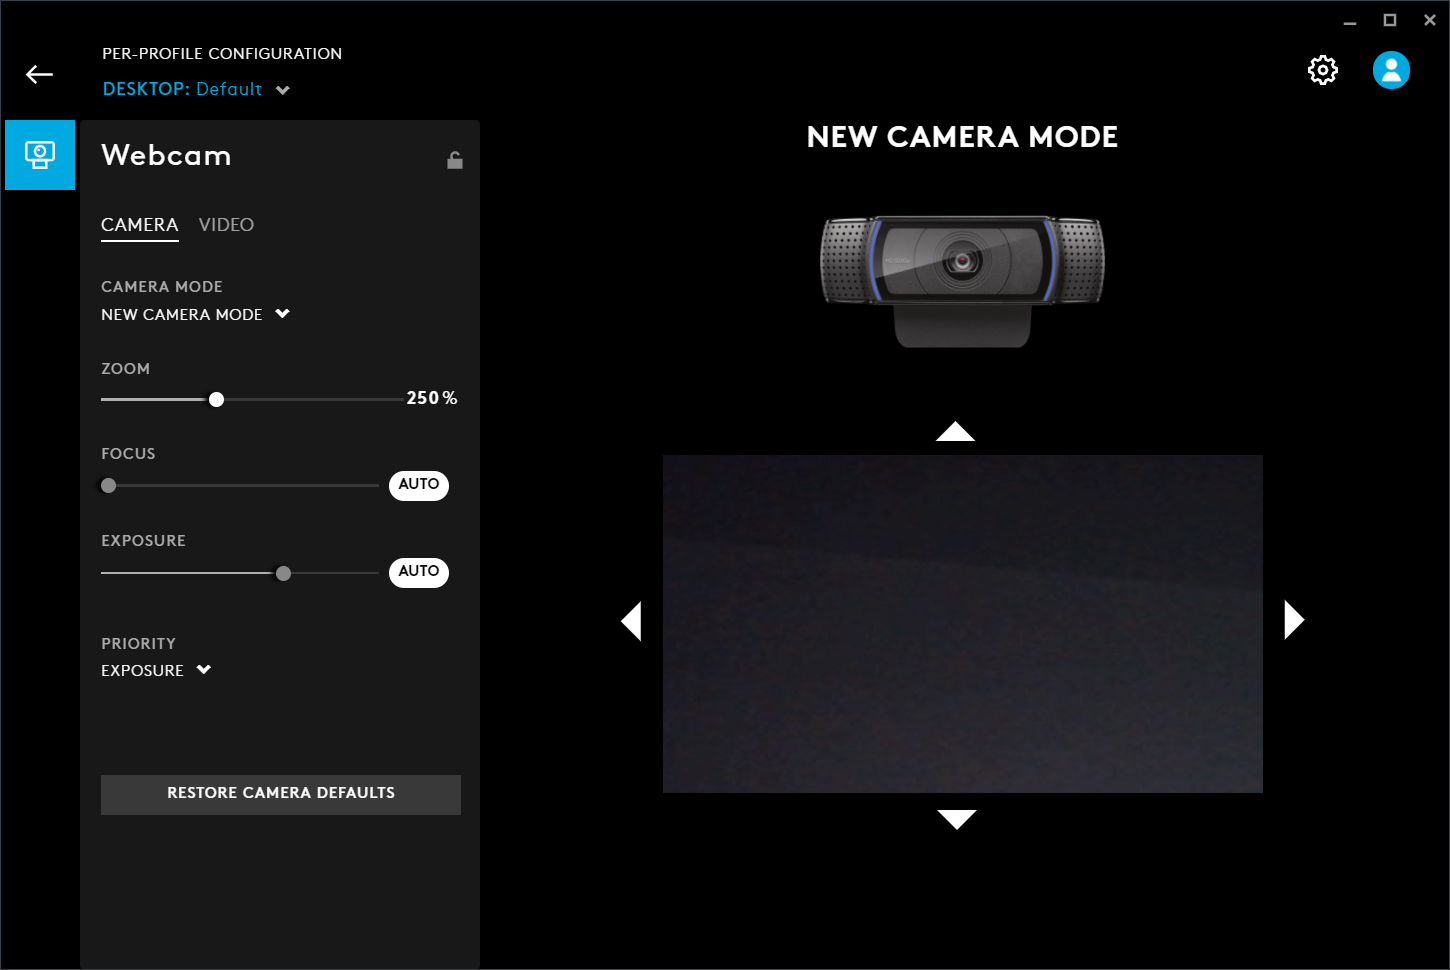 PER-PROFILE CONFIGURATION
DESKTOP: Default
Webcam
CAMERA VIDEO
CAMERA MODE
NEW CAMERA MODE
ZOOM
250 %
FOCUS
AUTO
EXPOSURE
AUTO
PRIORITY
EXPOSURE
RESTORE CAMERA DEFAULTS
NEW CAMERA MODE